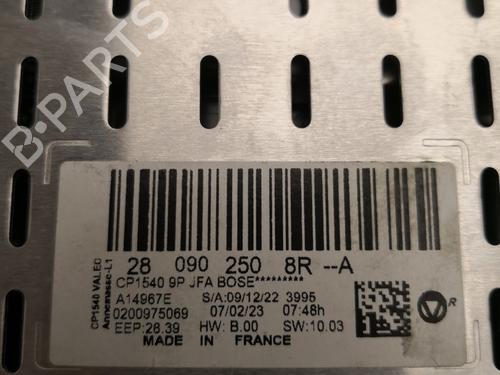 B-PARTS
28 090 250 8R --A
CP1540 VALEO
Annemasse-L1
CP1540 9P JFA BOSE*********
A14967E S/A:09/12/22 3995
0200975069 07/02/23 07:48h
EEP:28.39 HW: B.00 SW:10.03
MADE IN FRANCE
R